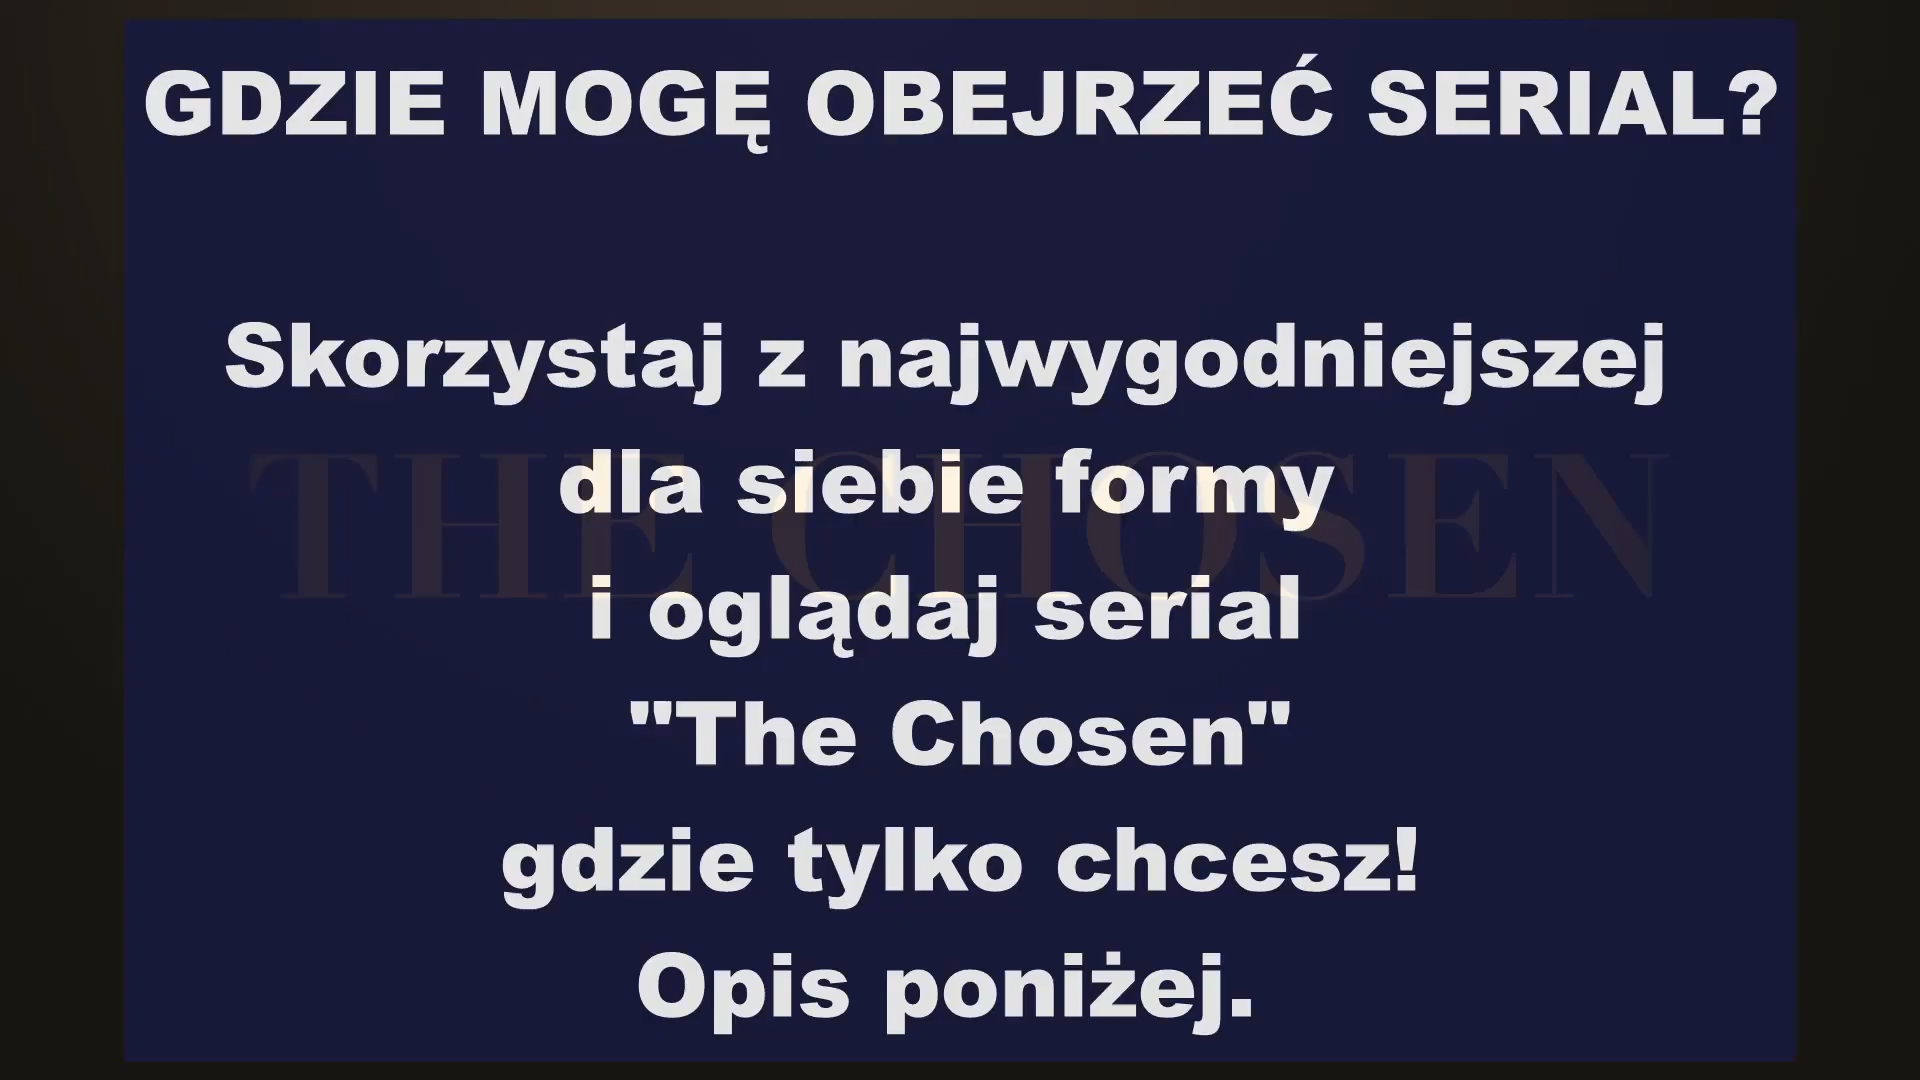 GDZIE MOGĘ OBEJRZEĆ SERIAL?
Skorzystaj z najwygodniejszej
dla siebie formy
THE CHOSEN
i oglądaj serial
"The Chosen"
gdzie tylko chcesz!
Opis poniżej.